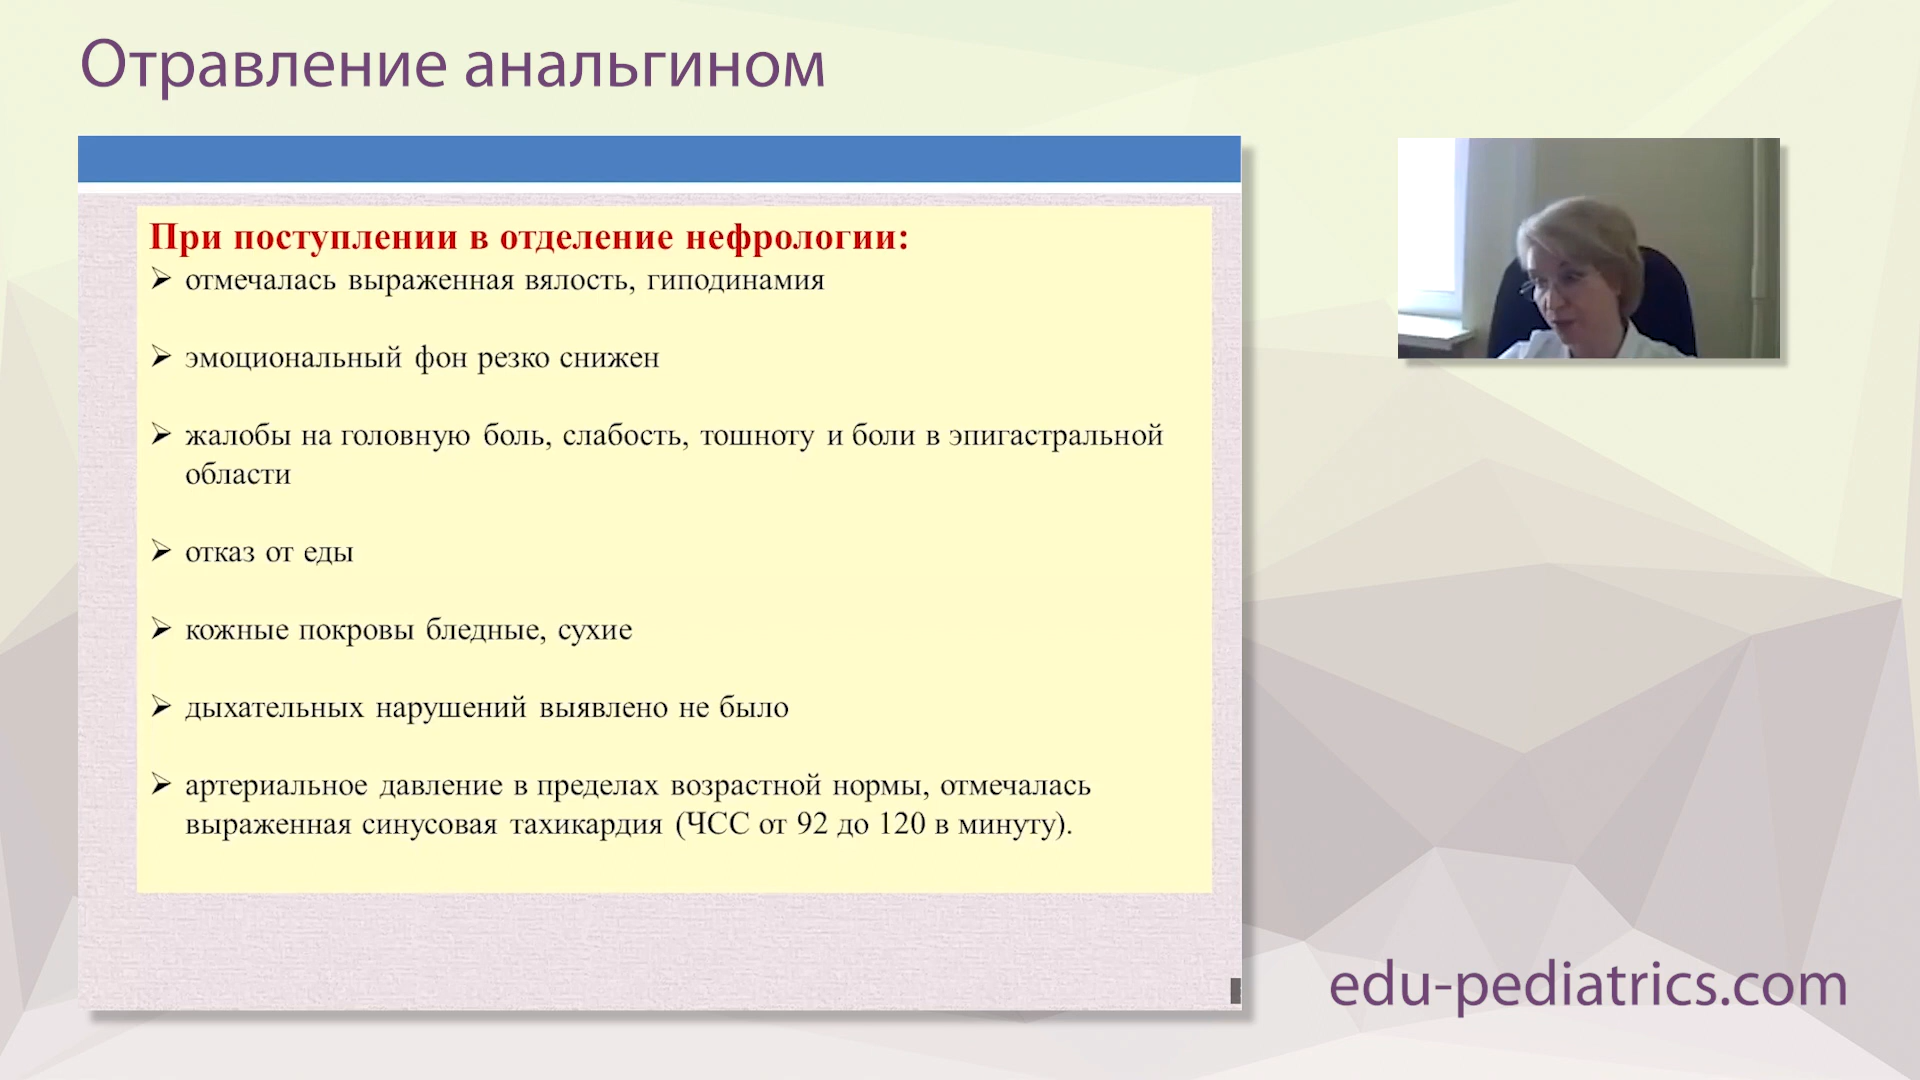 Отравление анальгином
При поступлении в отделение нефрологии:
➢ отмечалась выраженная вялость, гиподинамия
➢ эмоциональный фон резко снижен
➢ жалобы на головную боль, слабость, тошноту и боли в эпигастральной
области
➢ отказ от еды
➢ кожные покровы бледные, сухие
➢ дыхательных нарушений выявлено не было
➢ артериальное давление в пределах возрастной нормы, отмечалась
выраженная синусовая тахикардия (ЧСС от 92 до 120 в минуту).
edu-pediatrics.com